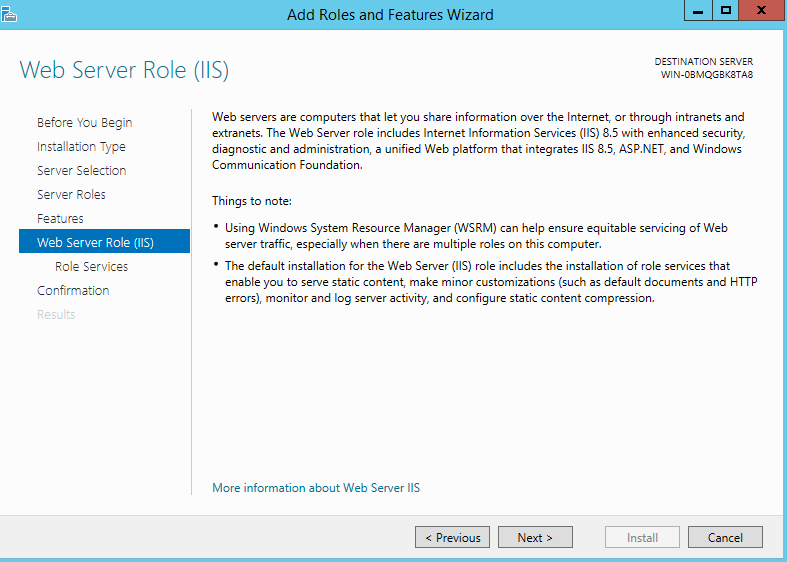 Add Roles and Features Wizard
Web Server Role (IIS)
DESTINATION SERVER
WIN-0BMQGBK8TA8
Before You Begin
Installation Type
Server Selection
Server Roles
Features
Web Server Role (IIS)
Role Services
Confirmation
Results
Web servers are computers that let you share information over the Internet, or through intranets and
extranets. The Web Server role includes Internet Information Services (IIS) 8.5 with enhanced security,
diagnostic and administration, a unified Web platform that integrates IIS 8.5, ASP.NET, and Windows
Communication Foundation.
Things to note:
• Using Windows System Resource Manager (WSRM) can help ensure equitable servicing of Web
server traffic, especially when there are multiple roles on this computer.
• The default installation for the Web Server (IIS) role includes the installation of role services that
enable you to serve static content, make minor customizations (such as default documents and HTTP
errors), monitor and log server activity, and configure static content compression.
More information about Web Server IIS
< Previous
Next >
Install
Cancel